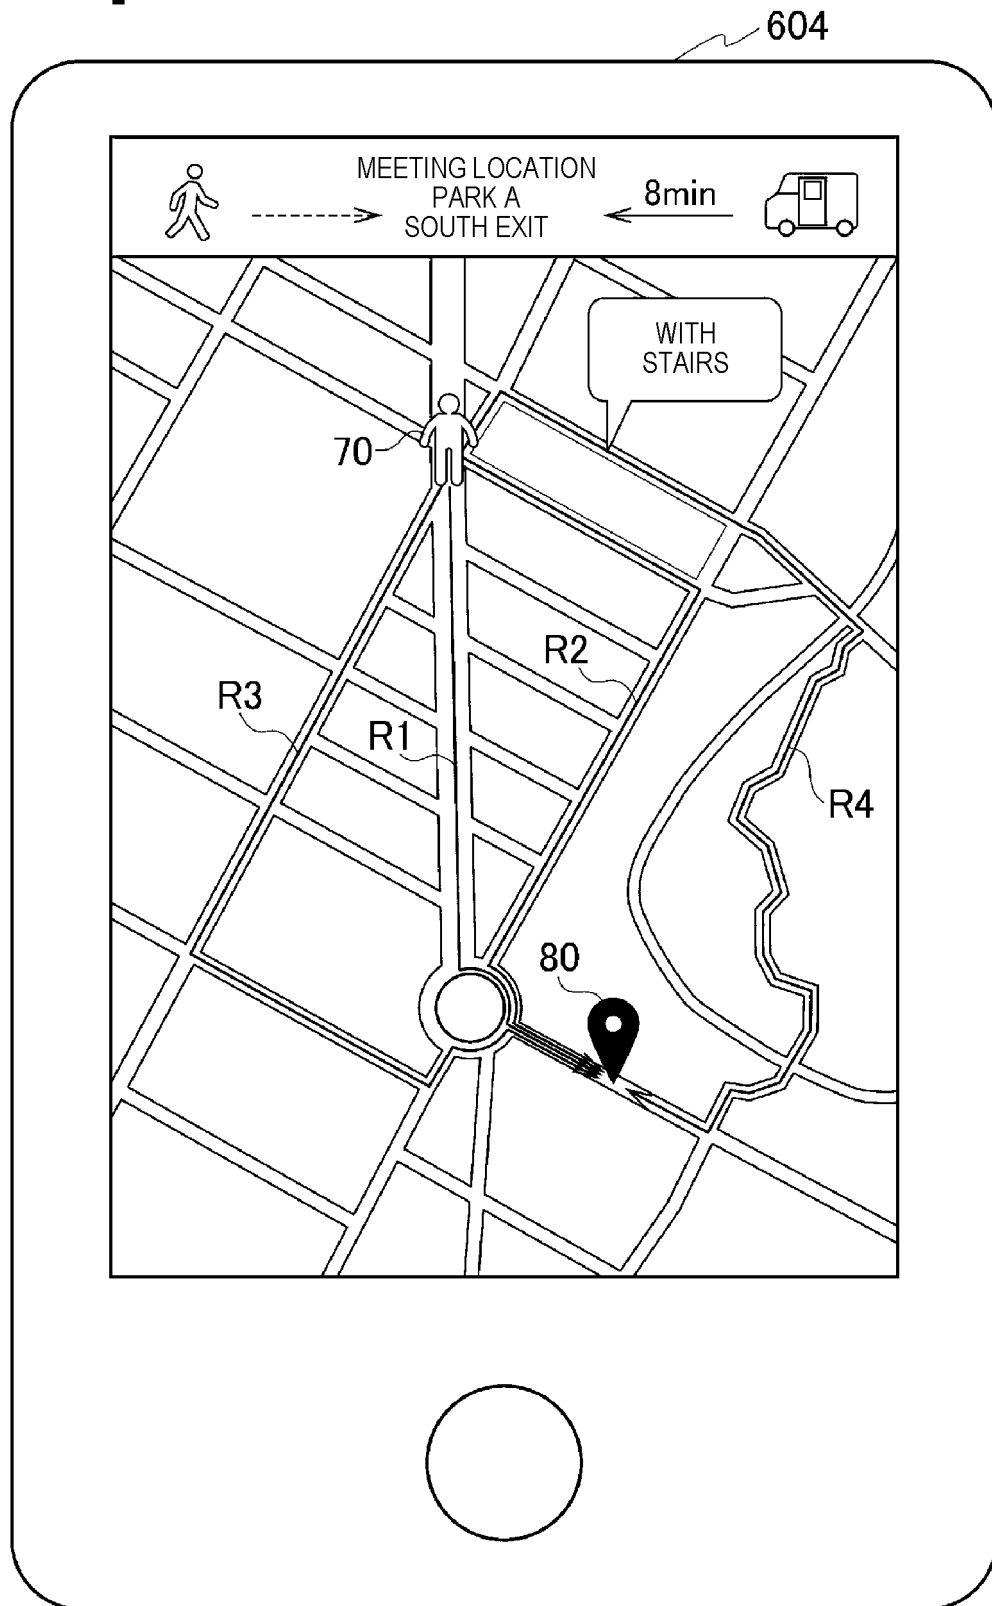 604
MEETING LOCATION
PARK A
SOUTH EXIT
8min
WITH
STAIRS
70
R2
R3
R1
R4
80